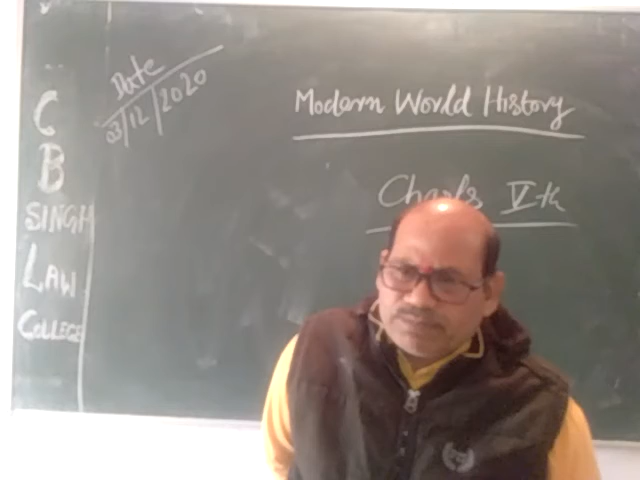 Date
03/12/2020
C
B
SINGH
LAW
COLLEGE
Modern World History
Charls Vth